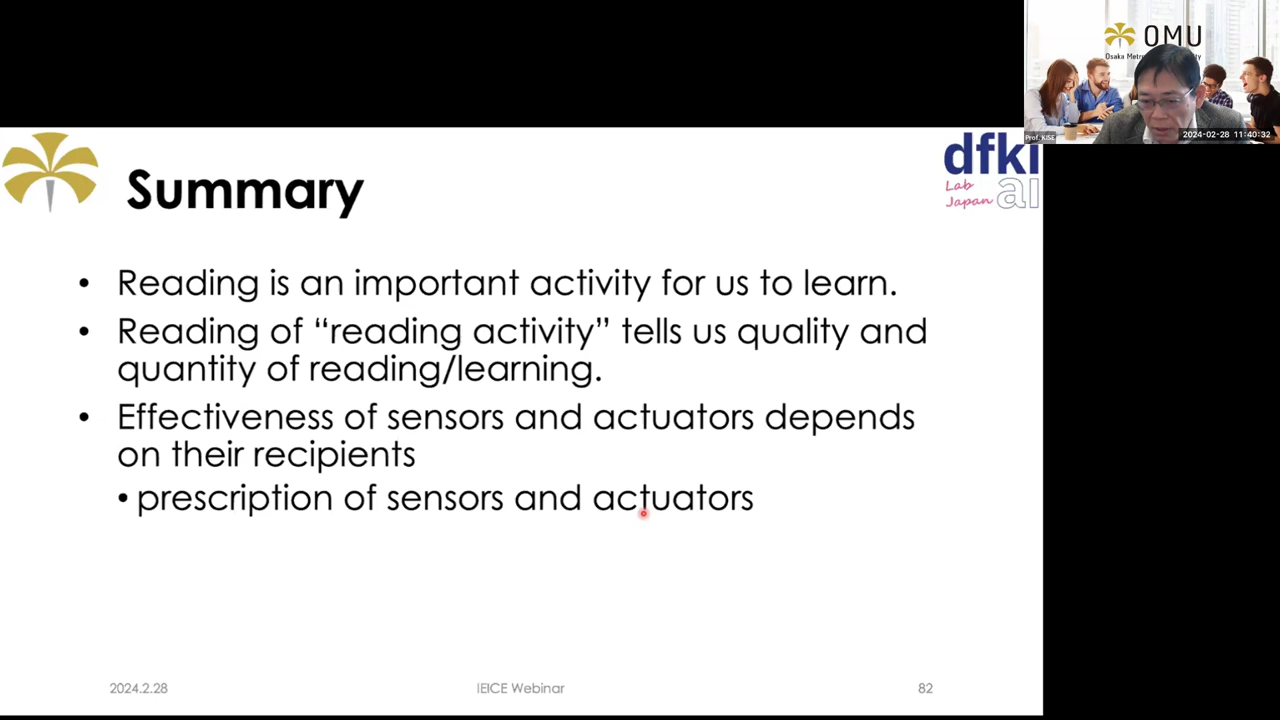 OMU
Osaka Metro
Prof. KISE
2024-02-28 11:40:32
dfki
ai
Lab
Japan
Summary
• Reading is an important activity for us to learn.
• Reading of “reading activity” tells us quality and
quantity of reading/learning.
• Effectiveness of sensors and actuators depends
on their recipients
• prescription of sensors and actuators
2024.2.28
IEICE Webinar
82